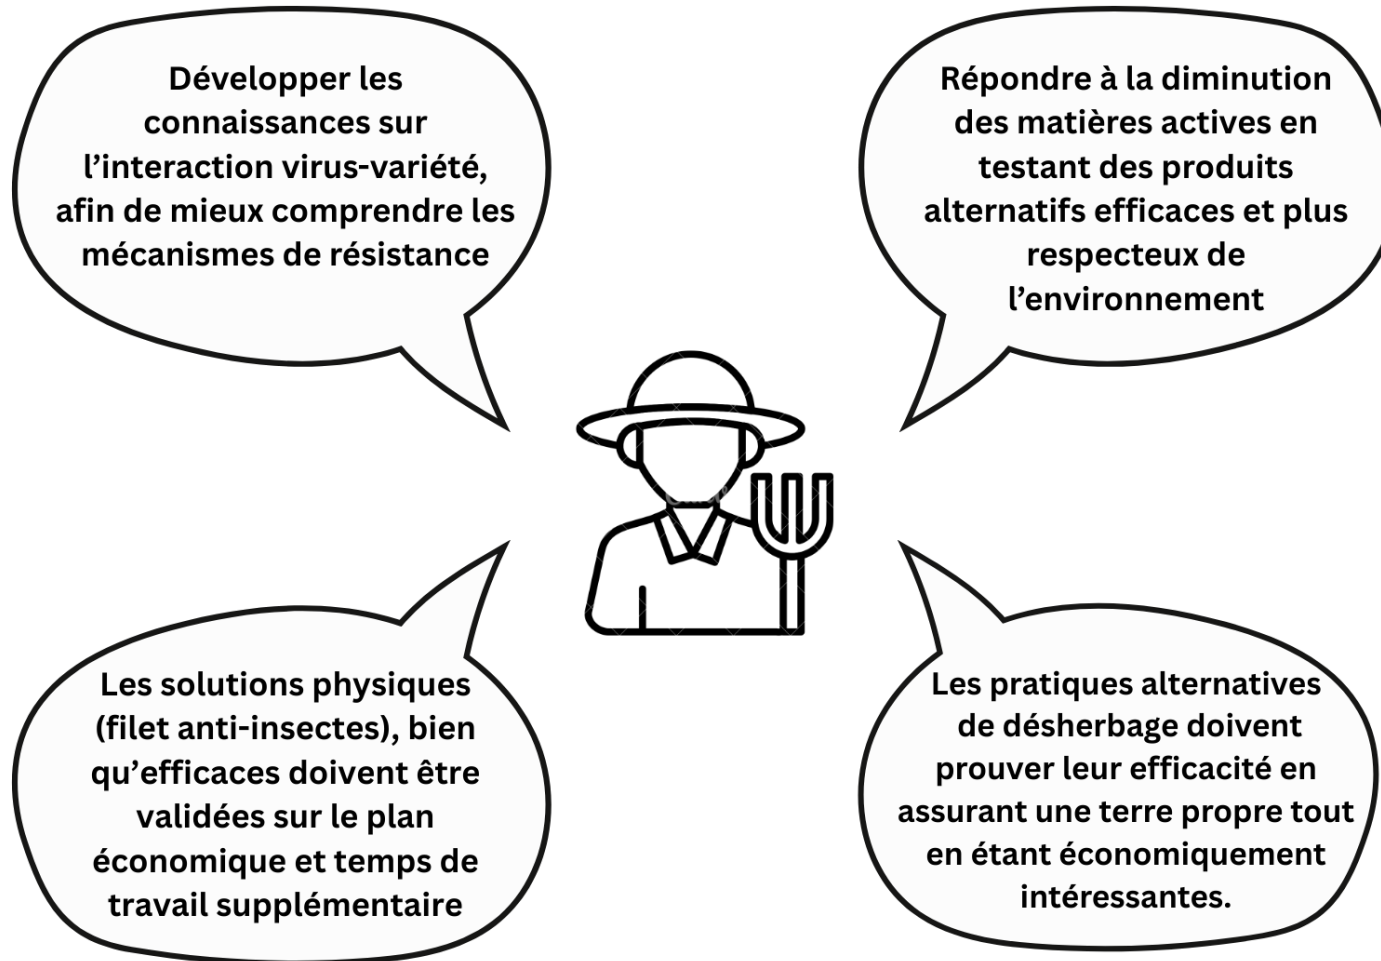 Développer les
connaissances sur
l'interaction virus-variété,
afin de mieux comprendre les
mécanismes de résistance
Répondre à la diminution
des matières actives en
testant des produits
alternatifs efficaces et plus
respecteux de
l'environnement
Les solutions physiques
(filet anti-insectes), bien
qu'efficaces doivent être
validées sur le plan
économique et temps de
travail supplémentaire
Les pratiques alternatives
de désherbage doivent
prouver leur efficacité en
assurant une terre propre tout
en étant économiquement
intéressantes.